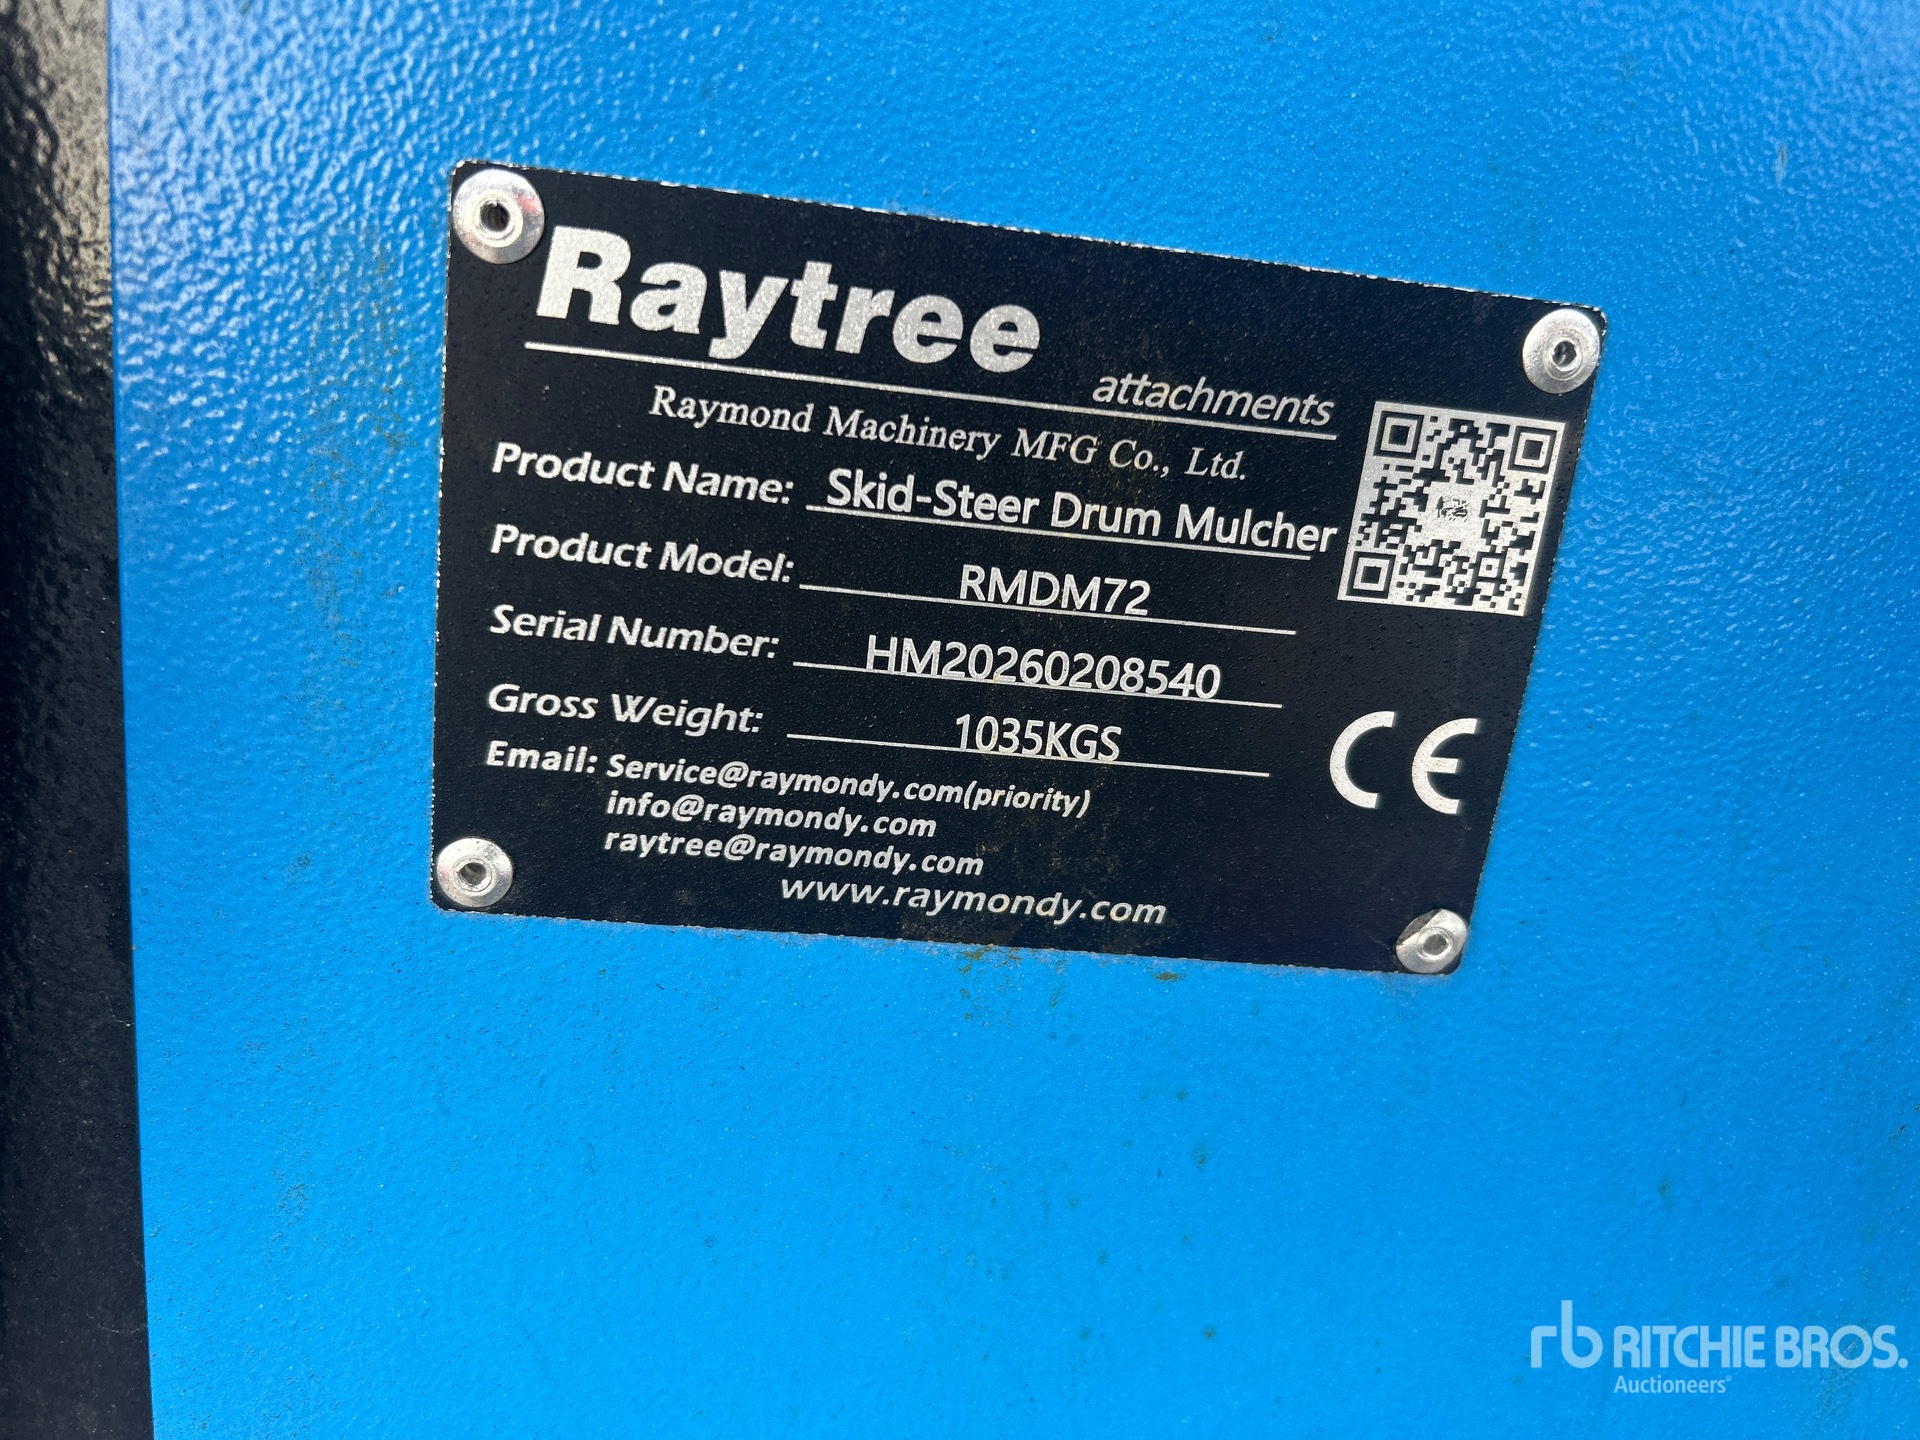 Raytree
attachments
Raymond Machinery MFG Co., Ltd.
Product Name: Skid-Steer Drum Mulcher
Product Model: RMDM72
Serial Number: HM20260208540
Gross Weight: 1035KGS
Email: Service@raymondy.com(priority)
info@raymondy.com
raytree@raymondy.com
www.raymondy.com
CE
rb RITCHIE BROS.
Auctioneers®